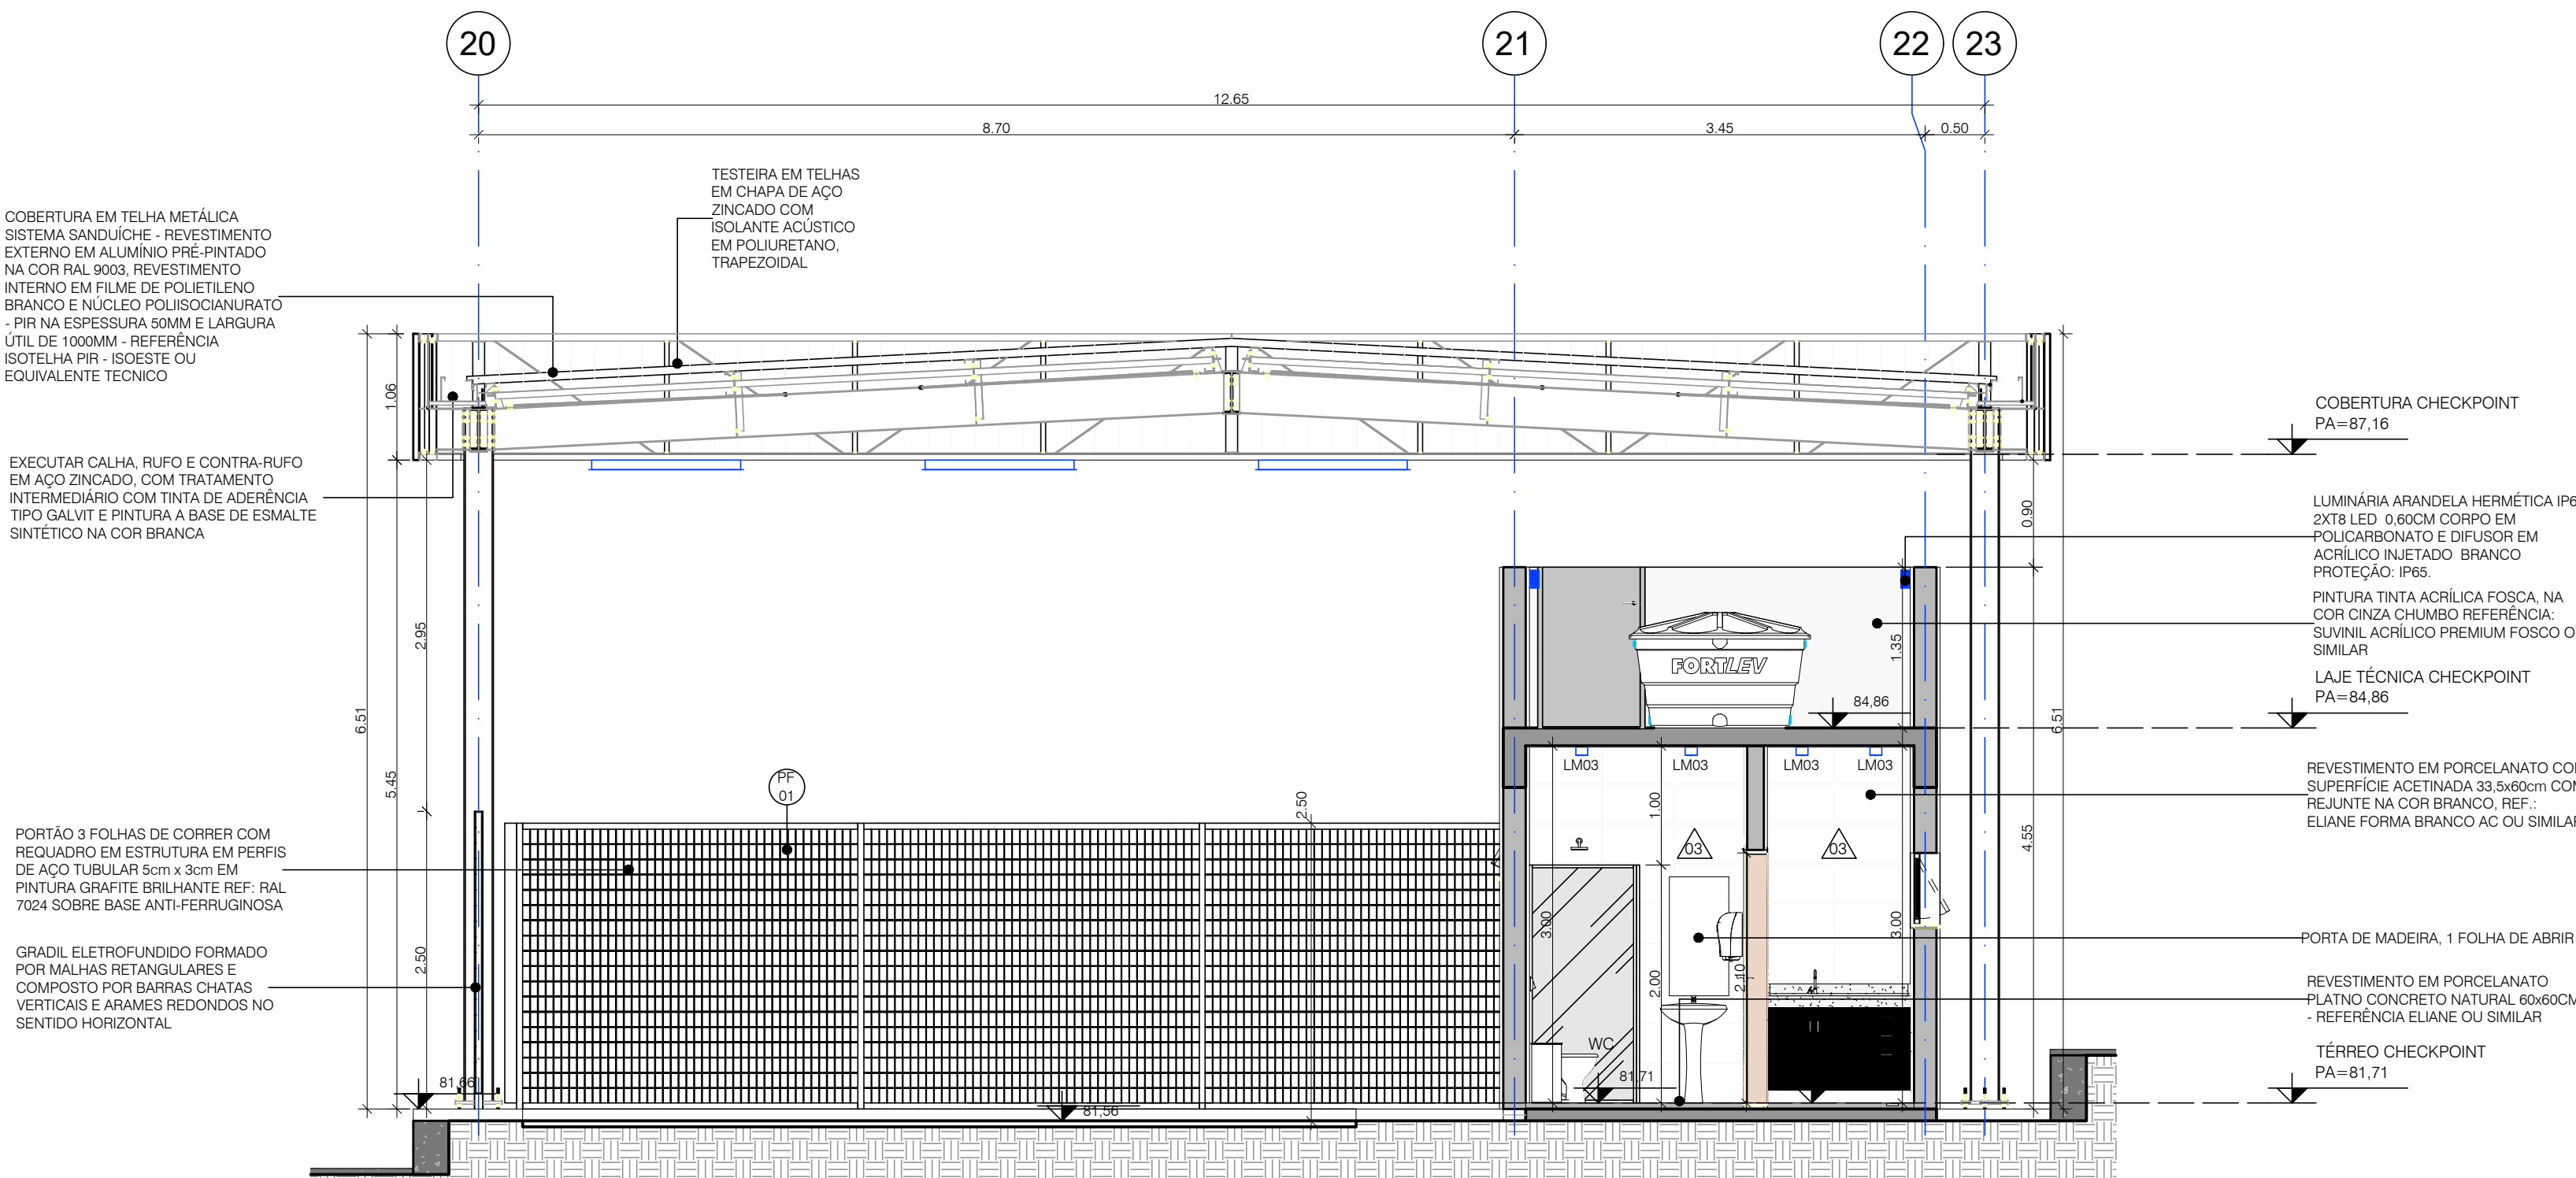 20
21
22
23
12.65
8.70
3.45
0.50
TESTEIRA EM TELHAS
EM CHAPA DE AÇO
ZINCADO COM
ISOLANTE ACÚSTICO
EM POLIURETANO,
TRAPEZOIDAL
COBERTURA EM TELHA METÁLICA
SISTEMA SANDUÍCHE - REVESTIMENTO
EXTERNO EM ALUMÍNIO PRÉ-PINTADO
NA COR RAL 9003, REVESTIMENTO
INTERNO EM FILME DE POLIETILENO
BRANCO E NÚCLEO POLIISOCIANURATO
- PIR NA ESPESSURA 50MM E LARGURA
ÚTIL DE 1000MM - REFERÊNCIA
ISOTELHA PIR - ISOESTE OU
EQUIVALENTE TECNICO
EXECUTAR CALHA, RUFO E CONTRA-RUFO
EM AÇO ZINCADO, COM TRATAMENTO
INTERMEDIÁRIO COM TINTA DE ADERÊNCIA
TIPO GALVIT E PINTURA A BASE DE ESMALTE
SINTÉTICO NA COR BRANCA
PORTÃO 3 FOLHAS DE CORRER COM
REQUADRO EM ESTRUTURA EM PERFIS
DE AÇO TUBULAR 5cm x 3cm EM
PINTURA GRAFITE BRILHANTE REF: RAL
7024 SOBRE BASE ANTI-FERRUGINOSA
GRADIL ELETROFUNDIDO FORMADO
POR MALHAS RETANGULARES E
COMPOSTO POR BARRAS CHATAS
VERTICAIS E ARAMES REDONDOS NO
SENTIDO HORIZONTAL
1.06
6.51
5.45
2.95
2.50
81,66
PF
01
2.50
81,56
FORTLEV
1.35
84,86
LM03
LM03
LM03
LM03
1.00
03
03
3.00
2.00
2.10
3.00
WC
81,71
0.90
6.51
4.55
COBERTURA CHECKPOINT
PA=87,16
LUMINÁRIA ARANDELA HERMÉTICA IP6
2XT8 LED 0,60CM CORPO EM
POLICARBONATO E DIFUSOR EM
ACRÍLICO INJETADO BRANCO
PROTEÇÃO: IP65.
PINTURA TINTA ACRÍLICA FOSCA, NA
COR CINZA CHUMBO REFERÊNCIA:
SUVINIL ACRÍLICO PREMIUM FOSCO O
SIMILAR
LAJE TÉCNICA CHECKPOINT
PA=84,86
REVESTIMENTO EM PORCELANATO CO
SUPERFÍCIE ACETINADA 33,5x60cm COM
REJUNTE NA COR BRANCO, REF.:
ELIANE FORMA BRANCO AC OU SIMILAR
PORTA DE MADEIRA, 1 FOLHA DE ABRIR
REVESTIMENTO EM PORCELANATO
PLATNO CONCRETO NATURAL 60x60CM
- REFERÊNCIA ELIANE OU SIMILAR
TÉRREO CHECKPOINT
PA=81,71